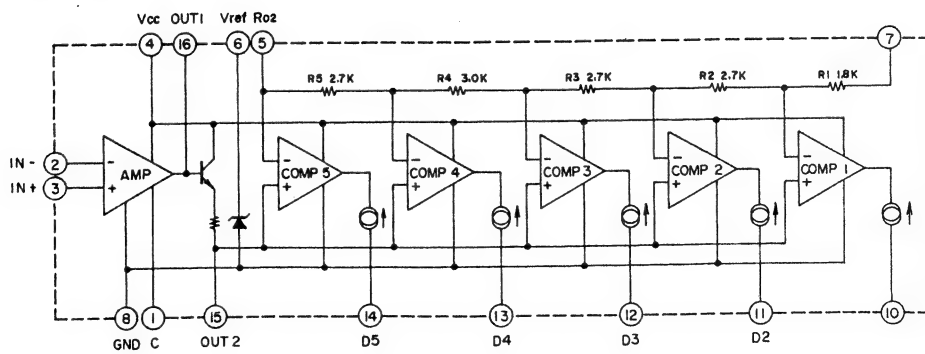 Vcc OUT1 Vref Ro2
4 16 6 5 7
R5 2.7K R4 3.0K R3 2.7K R2 2.7K R1 1.8K
IN - 2
IN + 3
- + AMP
- + COMP 5
- + COMP 4
- + COMP 3
- + COMP 2
- + COMP 1
8 1 15 14 13 12 11 10
GND C OUT 2 D5 D4 D3 D2